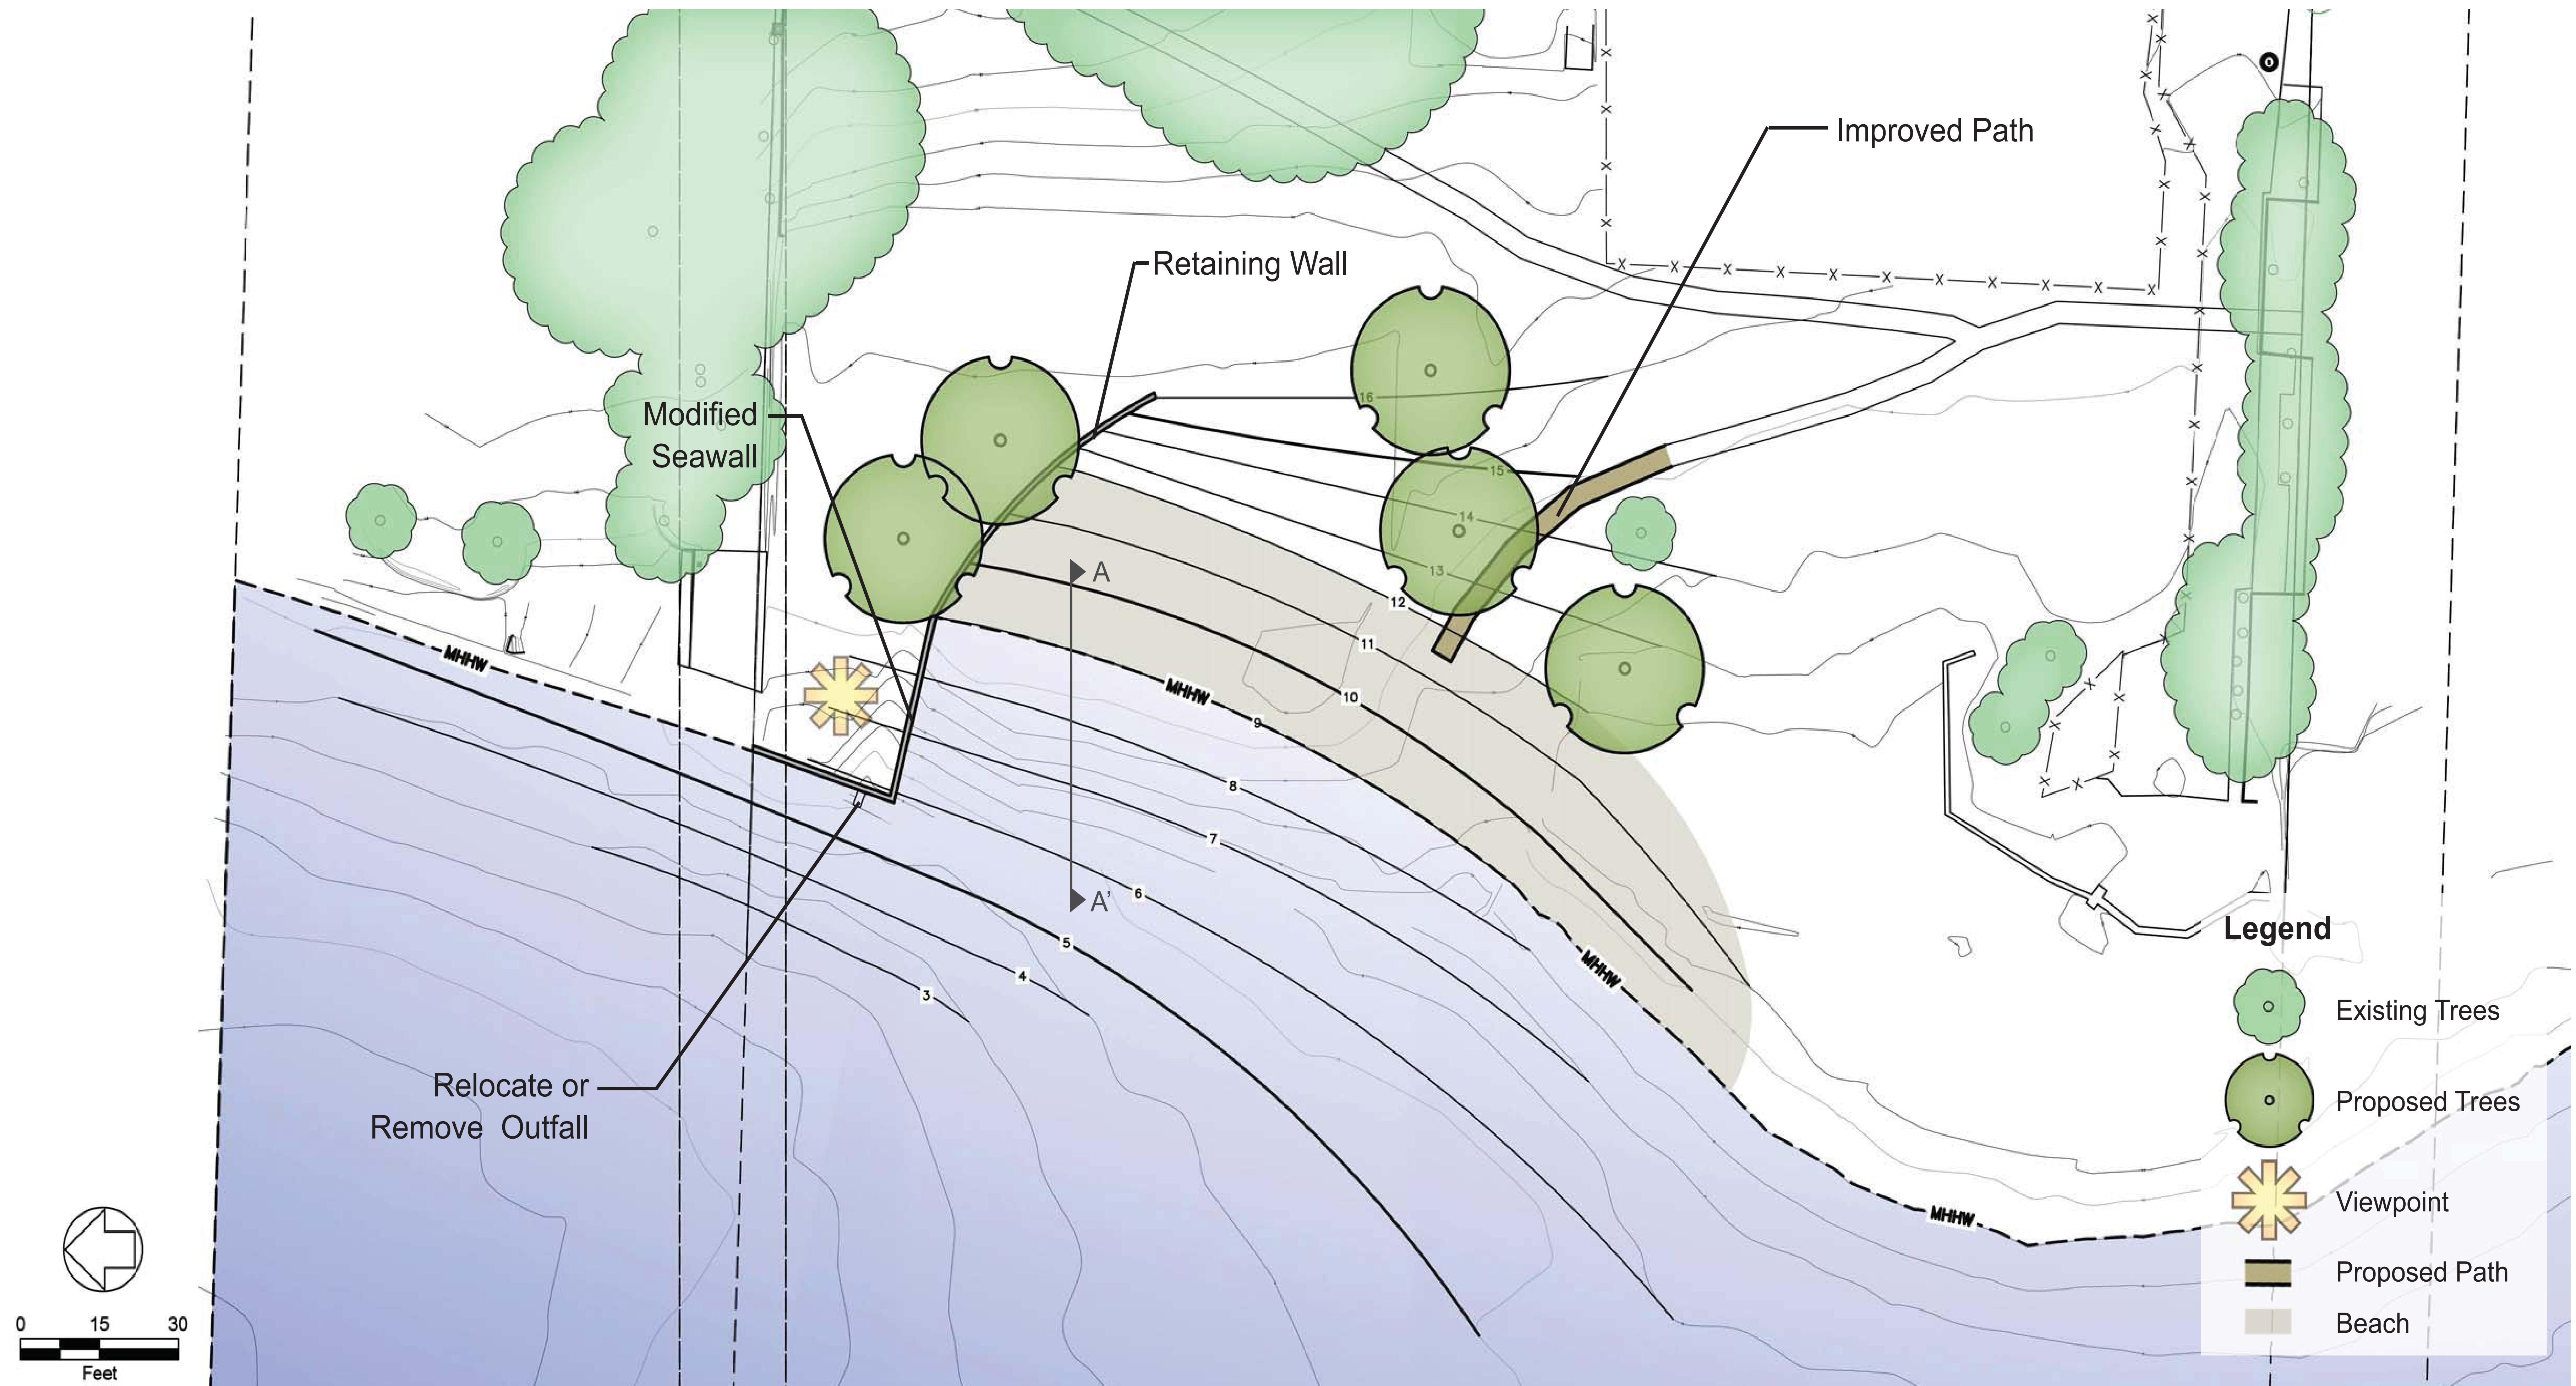 Improved Path
Retaining Wall
Modified
Seawall
16
15
14
13
12
11
10
9
8
7
6
5
4
3
A
A'
MHHW
MHHW
MHHW
MHHW
Relocate or
Remove Outfall
0 15 30
Feet
Legend
Existing Trees
Proposed Trees
Viewpoint
Proposed Path
Beach